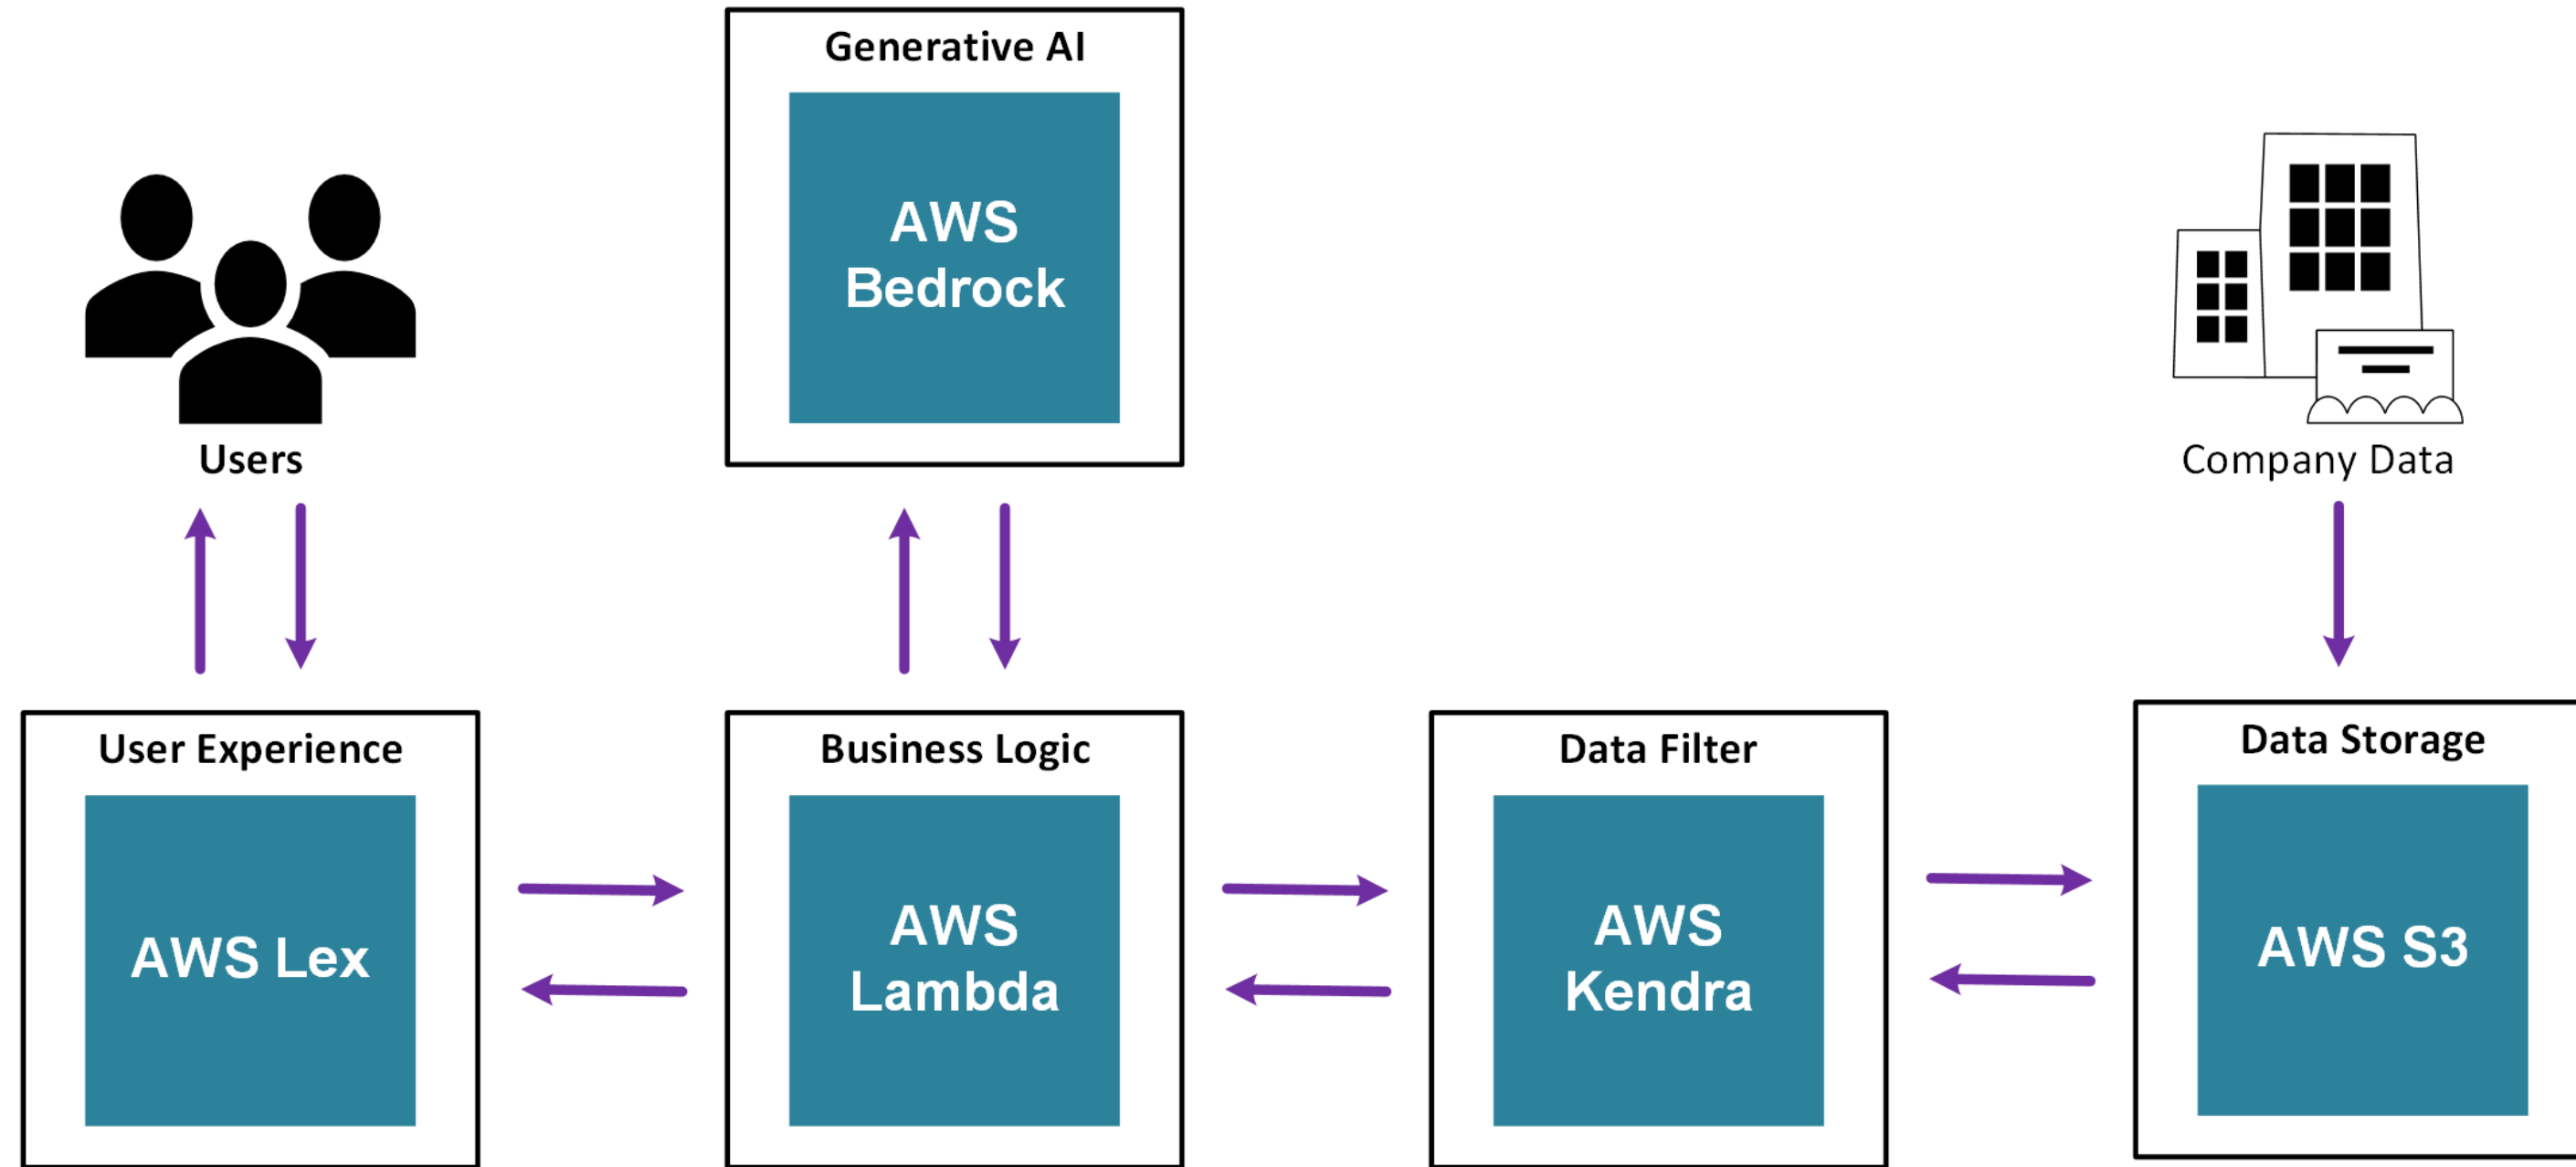 Generative AI
AWS
Bedrock
Users
Company Data
User Experience
AWS Lex
Business Logic
AWS
Lambda
Data Filter
AWS
Kendra
Data Storage
AWS S3